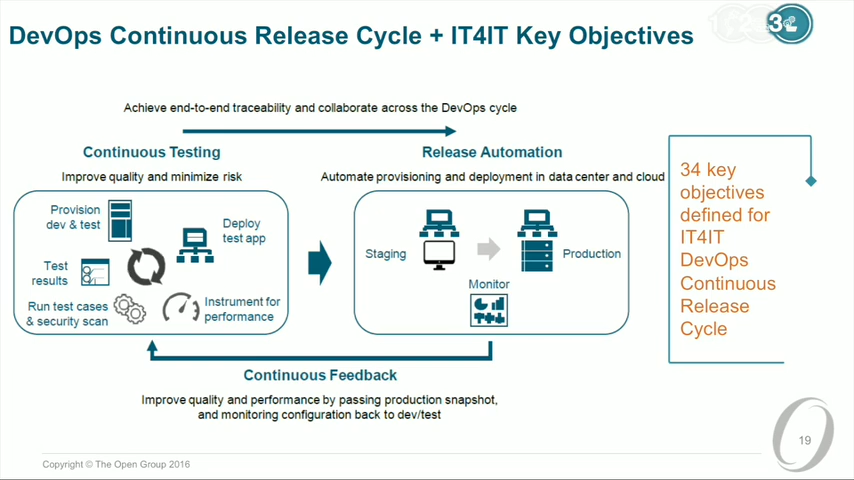 DevOps Continuous Release Cycle + IT4IT Key Objectives
3
Achieve end-to-end traceability and collaborate across the DevOps cycle
Continuous Testing
Improve quality and minimize risk
Provision
dev & test
Deploy
test app
Test
results
Run test cases
& security scan
Instrument for
performance
Release Automation
Automate provisioning and deployment in data center and cloud
Staging
Production
Monitor
Continuous Feedback
Improve quality and performance by passing production snapshot,
and monitoring configuration back to dev/test
34 key
objectives
defined for
IT4IT
DevOps
Continuous
Release
Cycle
19
Copyright © The Open Group 2016